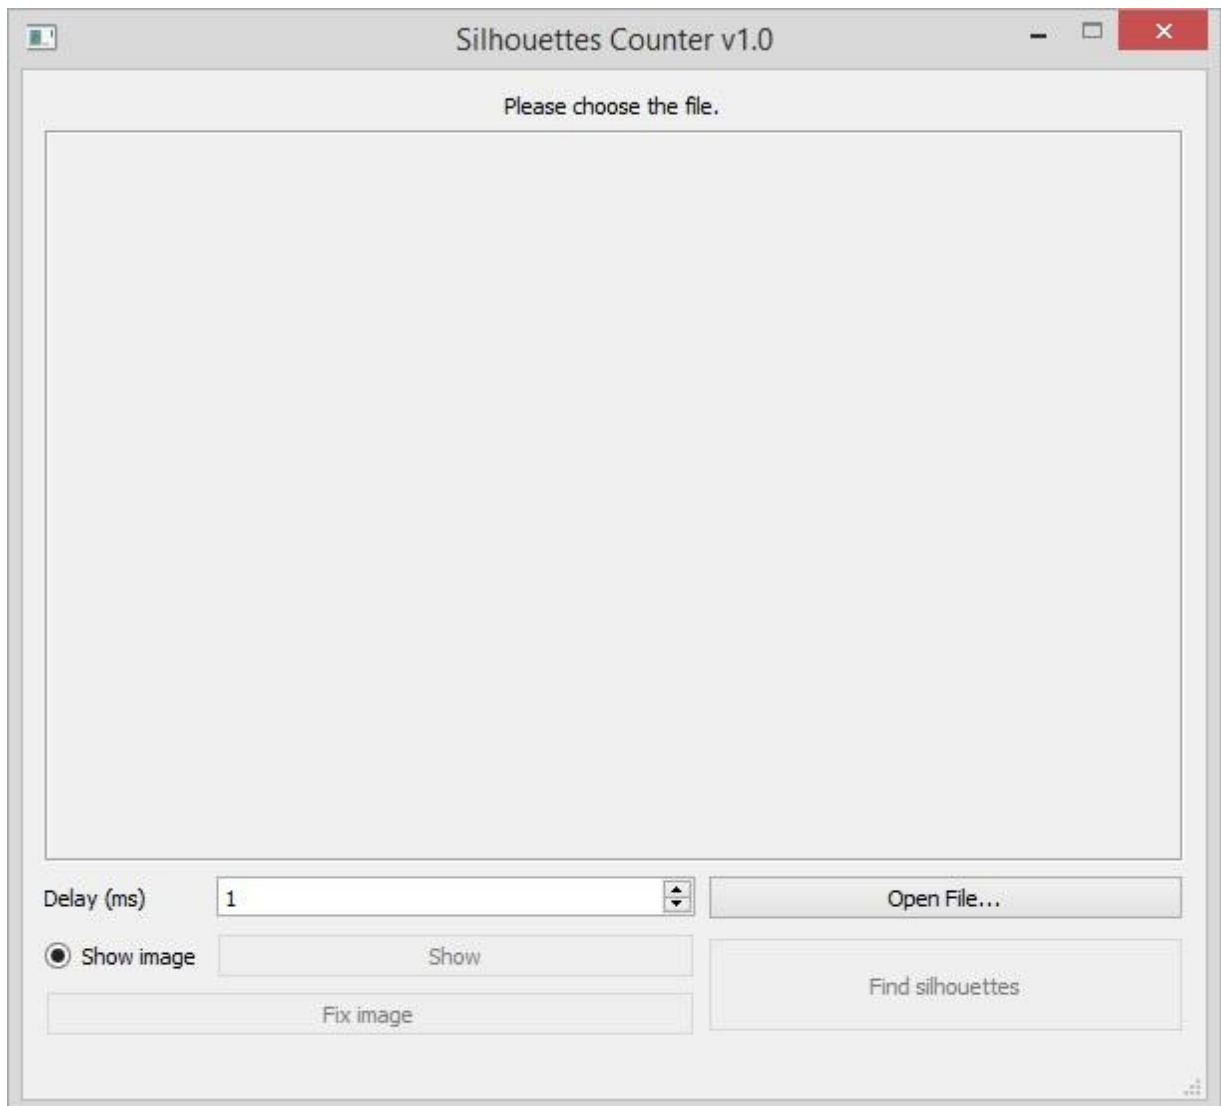 Silhouettes Counter v1.0
Please choose the file.
Delay (ms)
1
Open File...
Show image
Show
Find silhouettes
Fix image